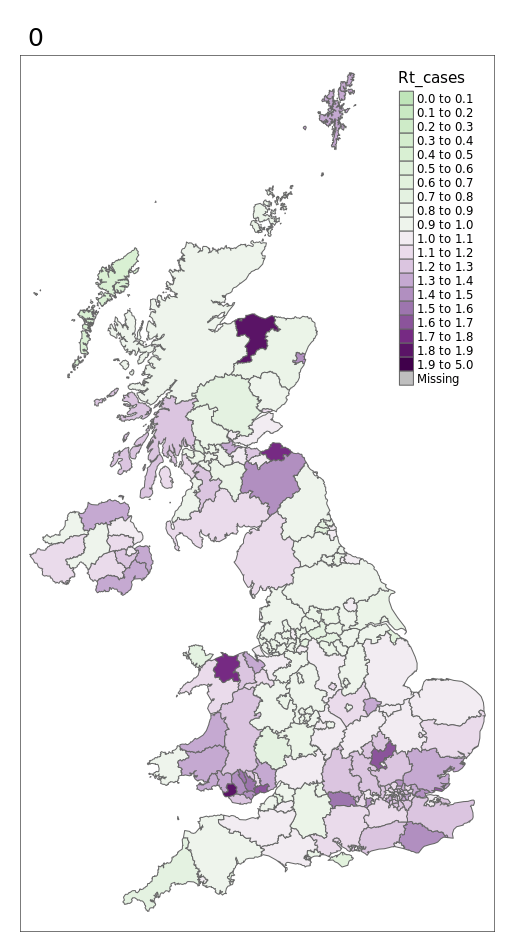 0
Rt_cases
0.0 to 0.1
0.1 to 0.2
0.2 to 0.3
0.3 to 0.4
0.4 to 0.5
0.5 to 0.6
0.6 to 0.7
0.7 to 0.8
0.8 to 0.9
0.9 to 1.0
1.0 to 1.1
1.1 to 1.2
1.2 to 1.3
1.3 to 1.4
1.4 to 1.5
1.5 to 1.6
1.6 to 1.7
1.7 to 1.8
1.8 to 1.9
1.9 to 5.0
Missing